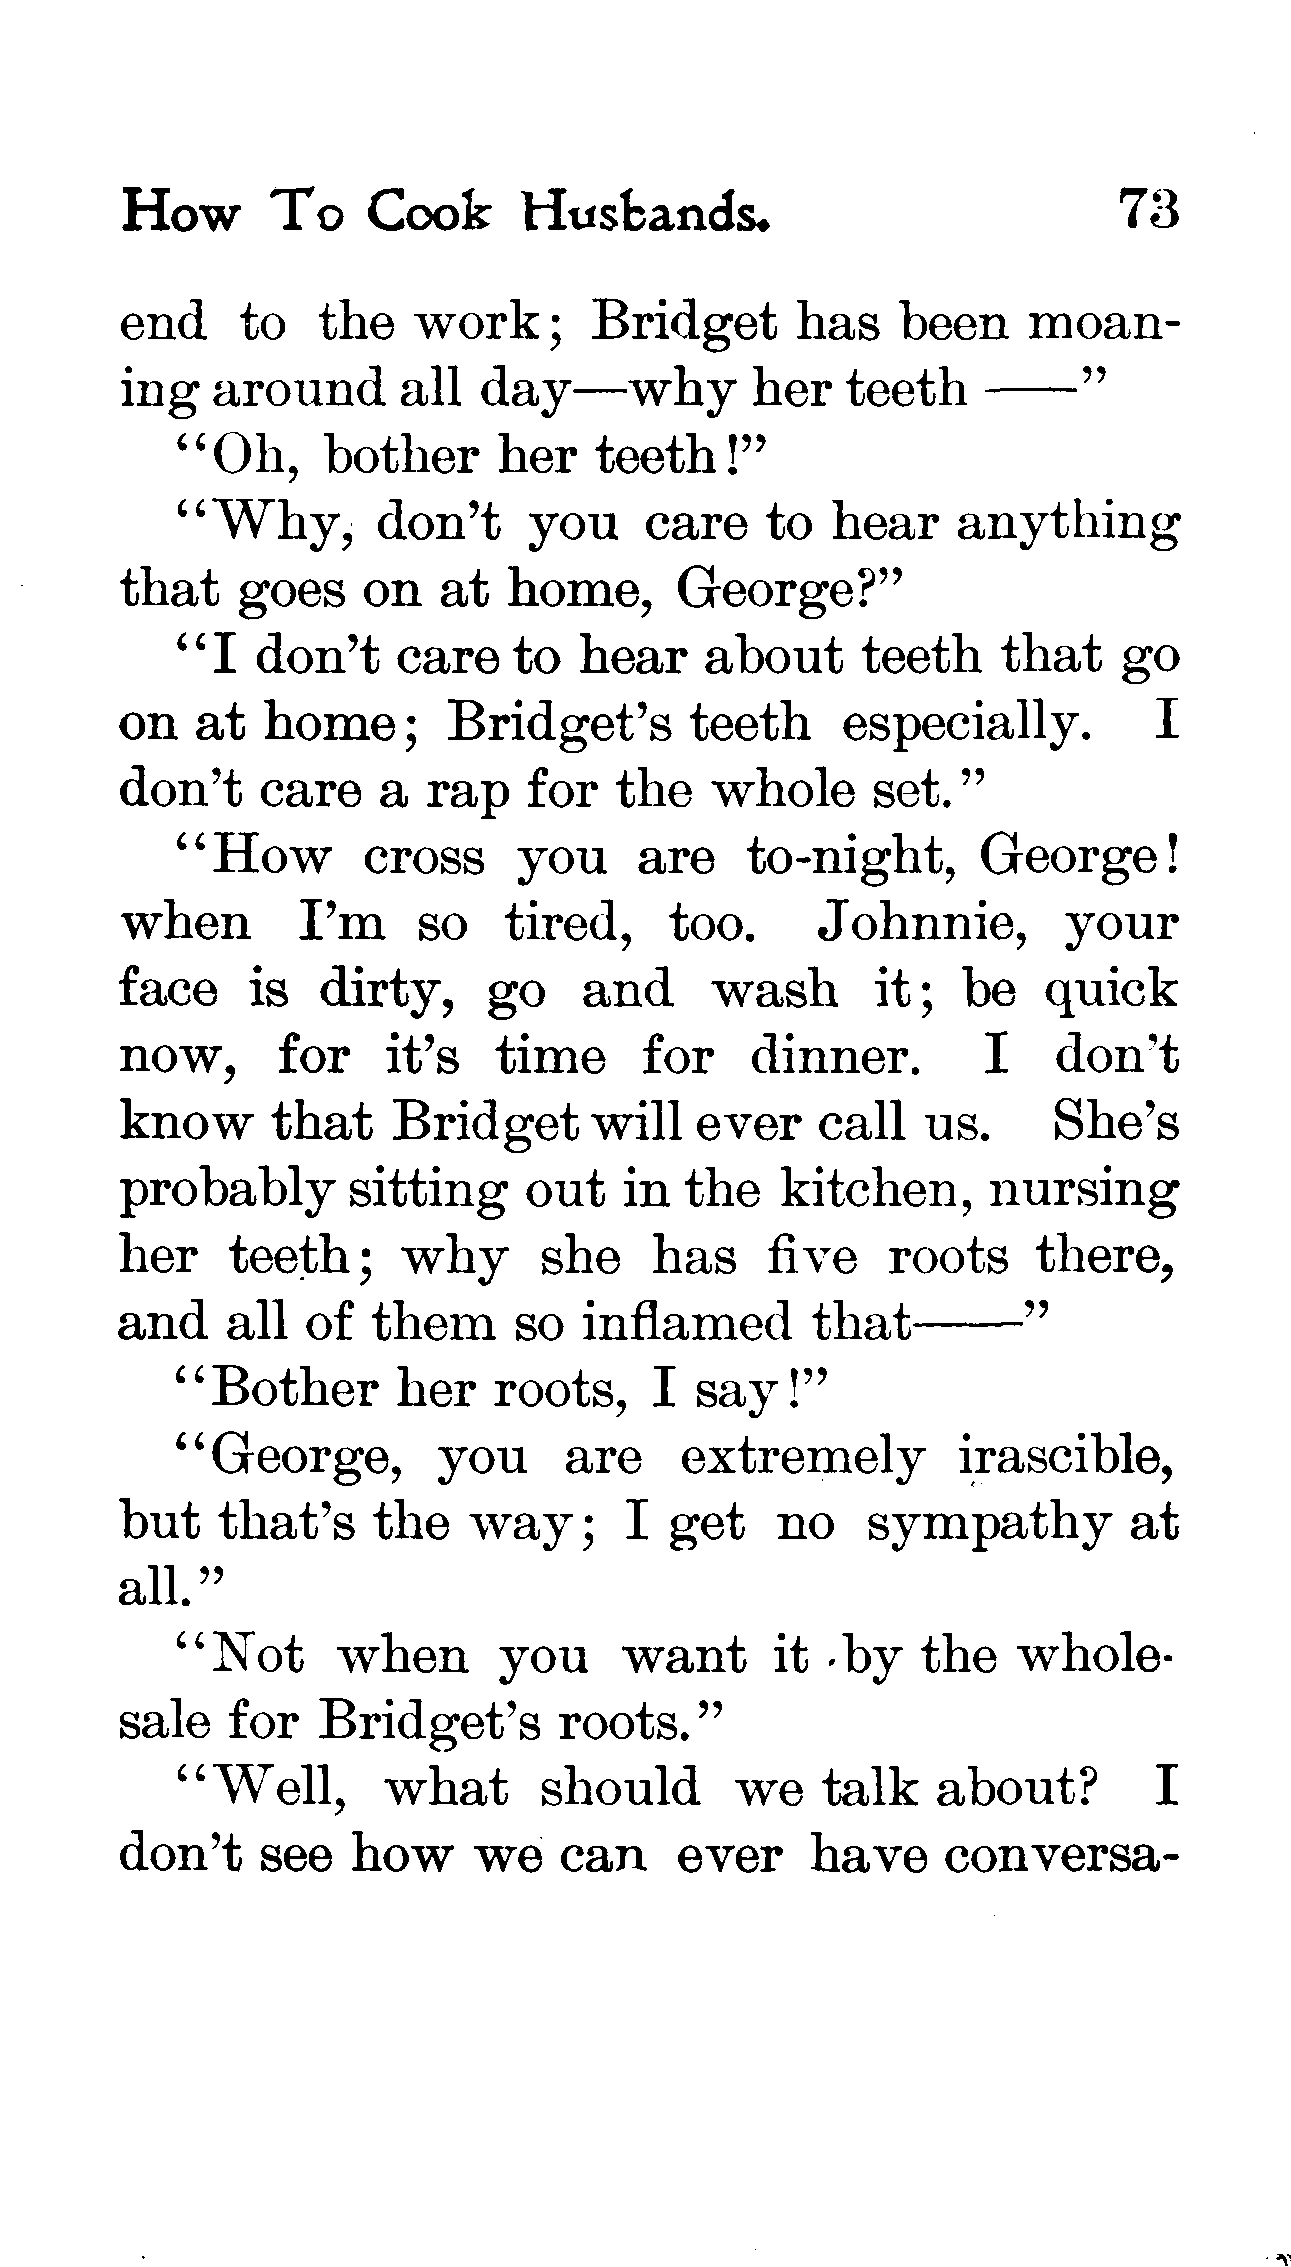 How To Cook Husbands. 73
end to the work; Bridget has been moan-
ing around all day—why her teeth ——”
“Oh, bother her teeth!”
“Why, don’t you care to hear anything
that goes on at home, George?”
“I don’t care to hear about teeth that go
on at home; Bridget’s teeth especially. I
don’t care a rap for the whole set.”
“How cross you are to-night, George!
when I’m so tired, too. Johnnie, your
face is dirty, go and wash it; be quick
now, for it’s time for dinner. I don’t
know that Bridget will ever call us. She’s
probably sitting out in the kitchen, nursing
her teeth; why she has five roots there,
and all of them so inflamed that——”
“Bother her roots, I say!”
“George, you are extremely irascible,
but that’s the way; I get no sympathy at
all.”
“Not when you want it by the whole-
sale for Bridget’s roots.”
“Well, what should we talk about? I
don’t see how we can ever have conversa-